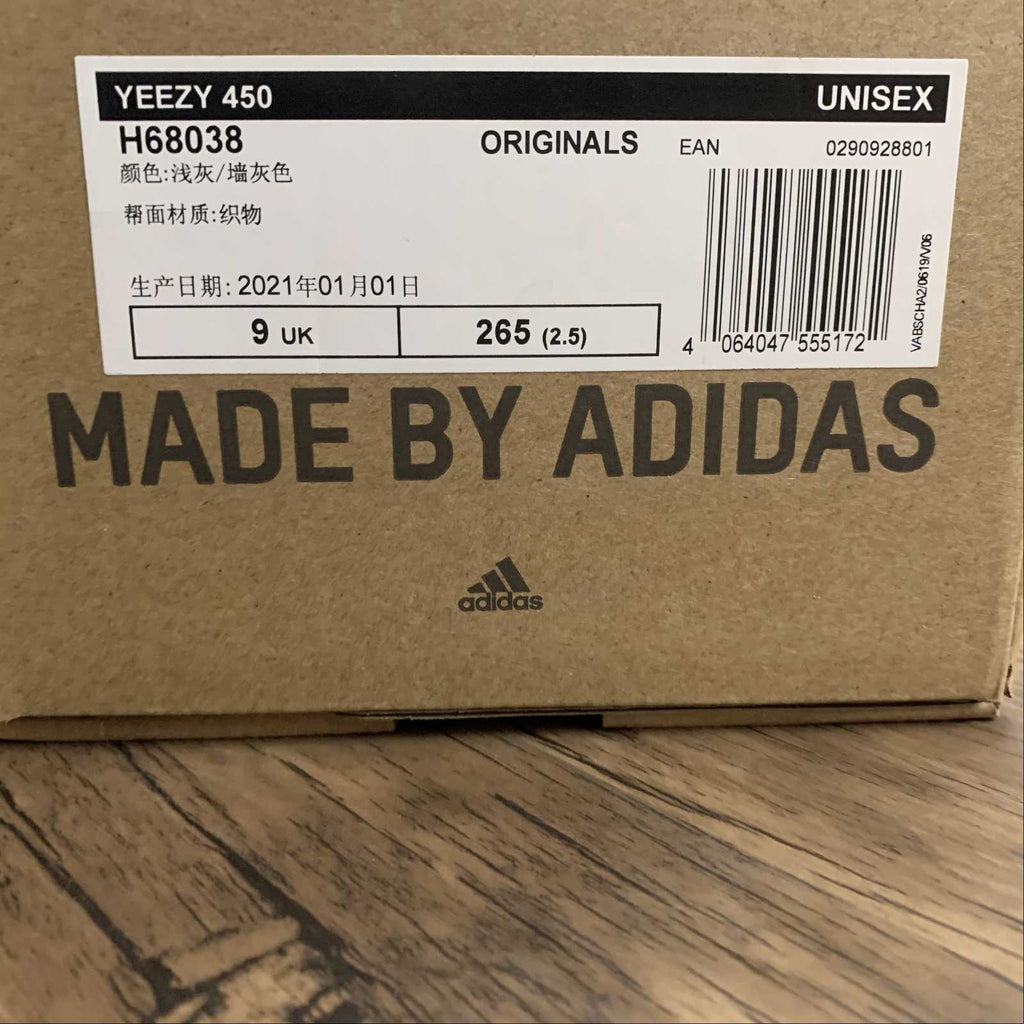 YEEZY 450 UNISEX
H68038 ORIGINALS EAN 0290928801
颜色:浅灰/墙灰色
帮面材质:织物
生产日期: 2021年01月01日
9 UK 265 (2.5)
4 064047 555172
VABSCHA2/0619/V06
MADE BY ADIDAS
adidas